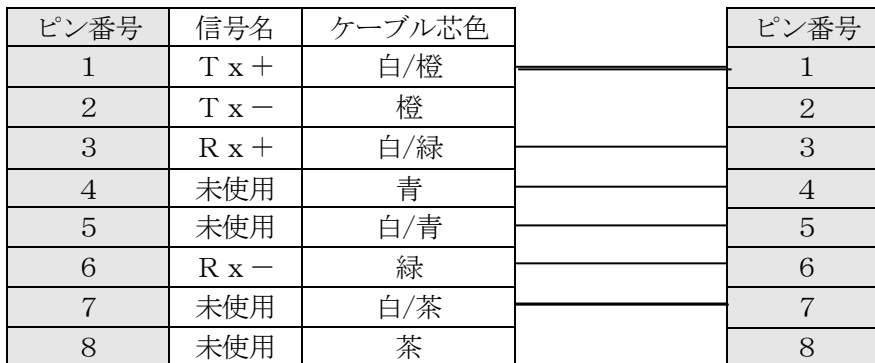 ピン番号 信号名 ケーブル芯色 ピン番号
1 Tx+ 白/橙 1
2 Tx- 橙 2
3 Rx+ 白/緑 3
4 未使用 青 4
5 未使用 白/青 5
6 Rx- 緑 6
7 未使用 白/茶 7
8 未使用 茶 8